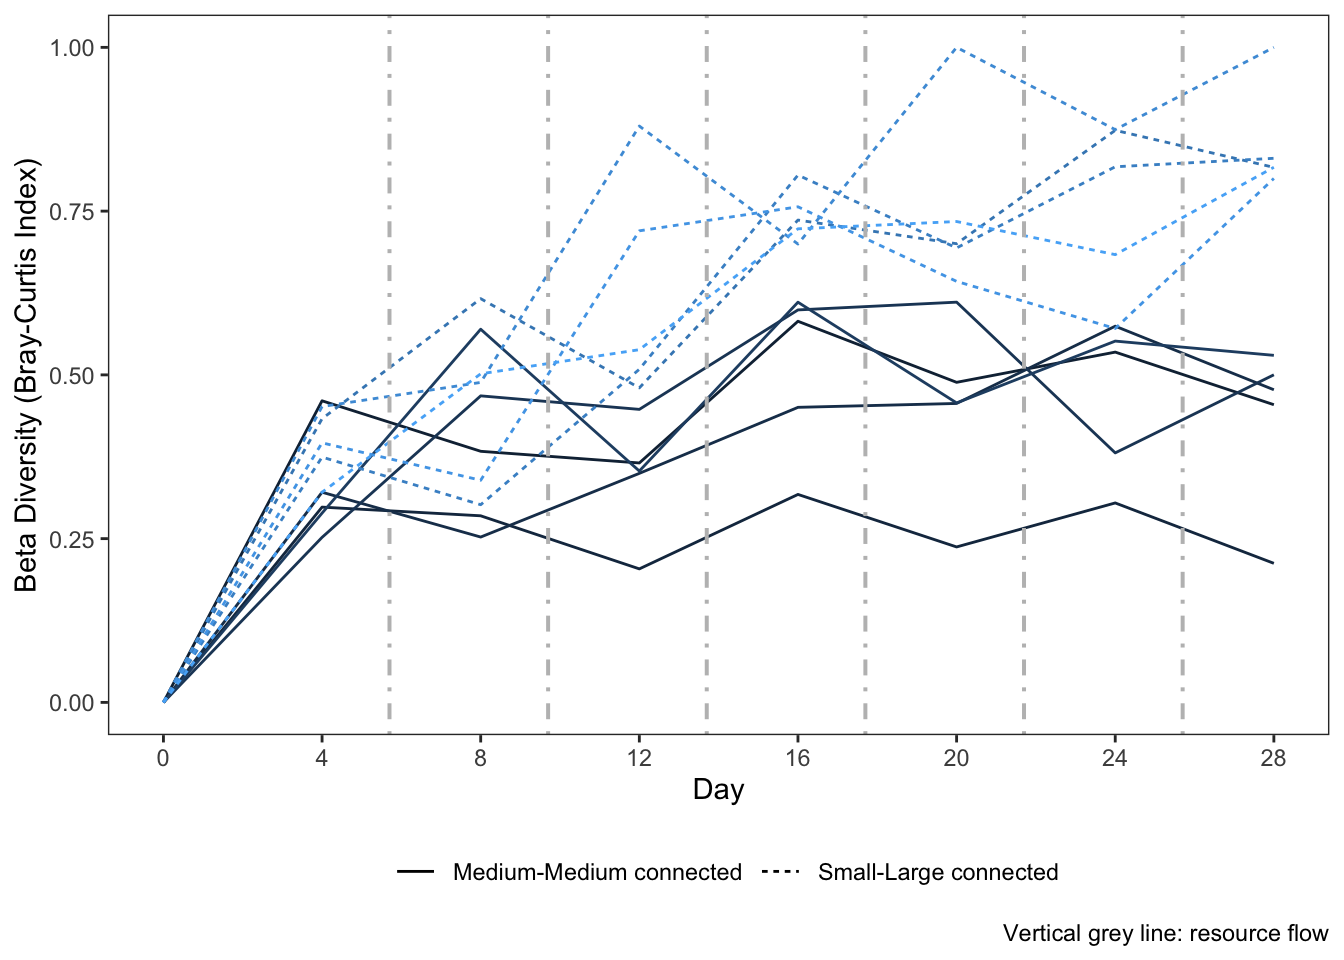 Beta Diversity (Bray-Curtis Index)
1.00
0.75
0.50
0.25
0.00
0 4 8 12 16 20 24 28
Day
Medium-Medium connected Small-Large connected
Vertical grey line: resource flow